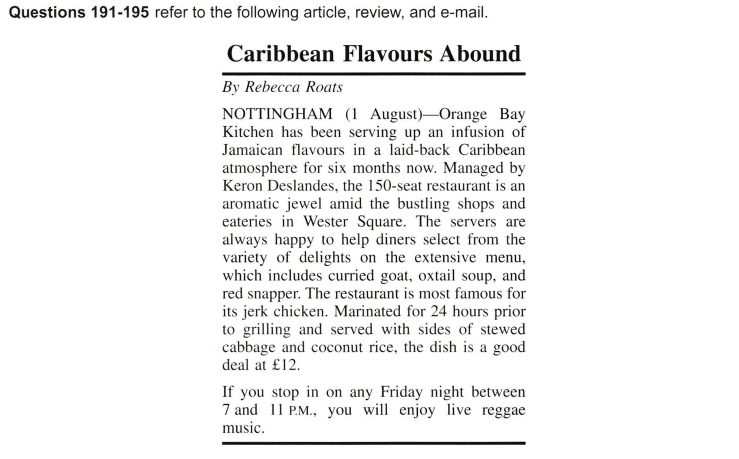 Questions 191-195 refer to the following article, review, and e-mail.
Caribbean Flavours Abound
By Rebecca Roats
NOTTINGHAM (1 August)—Orange Bay
Kitchen has been serving up an infusion of
Jamaican flavours in a laid-back Caribbean
atmosphere for six months now. Managed by
Keron Deslandes, the 150-seat restaurant is an
aromatic jewel amid the bustling shops and
eateries in Wester Square. The servers are
always happy to help diners select from the
variety of delights on the extensive menu,
which includes curried goat, oxtail soup, and
red snapper. The restaurant is most famous for
its jerk chicken. Marinated for 24 hours prior
to grilling and served with sides of stewed
cabbage and coconut rice, the dish is a good
deal at £12.
If you stop in on any Friday night between
7 and 11 P.M., you will enjoy live reggae
music.